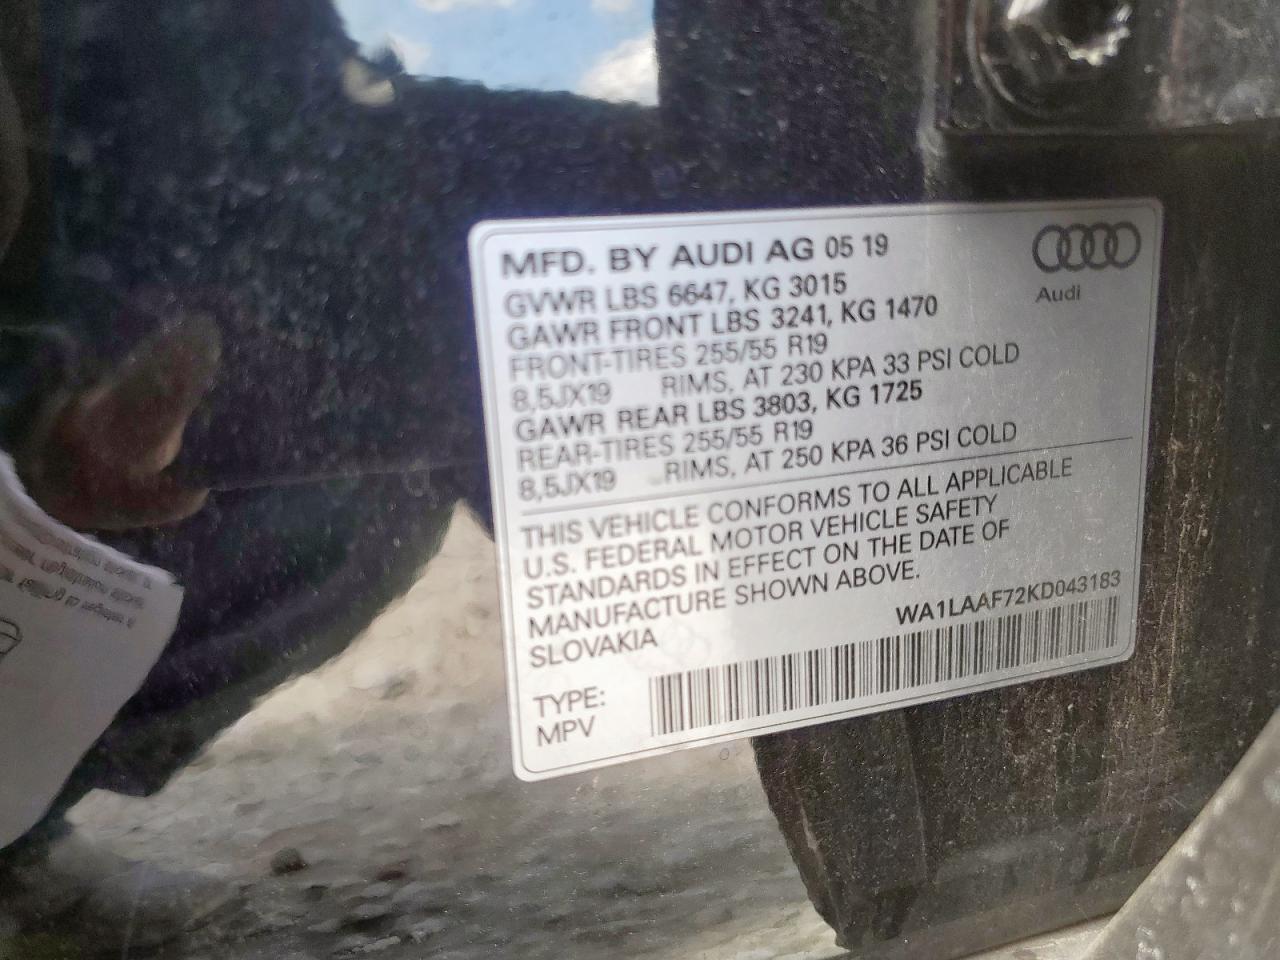 MFD. BY AUDI AG 05 19
Audi
GVWR LBS 6647, KG 3015
GAWR FRONT LBS 3241, KG 1470
FRONT-TIRES 255/55 R19
8,5JX19 RIMS, AT 230 KPA 33 PSI COLD
GAWR REAR LBS 3803, KG 1725
REAR-TIRES 255/55 R19
8,5JX19 RIMS, AT 250 KPA 36 PSI COLD
THIS VEHICLE CONFORMS TO ALL APPLICABLE
U.S. FEDERAL MOTOR VEHICLE SAFETY
STANDARDS IN EFFECT ON THE DATE OF
MANUFACTURE SHOWN ABOVE.
SLOVAKIA
WA1LAAF72KD043183
TYPE:
MPV